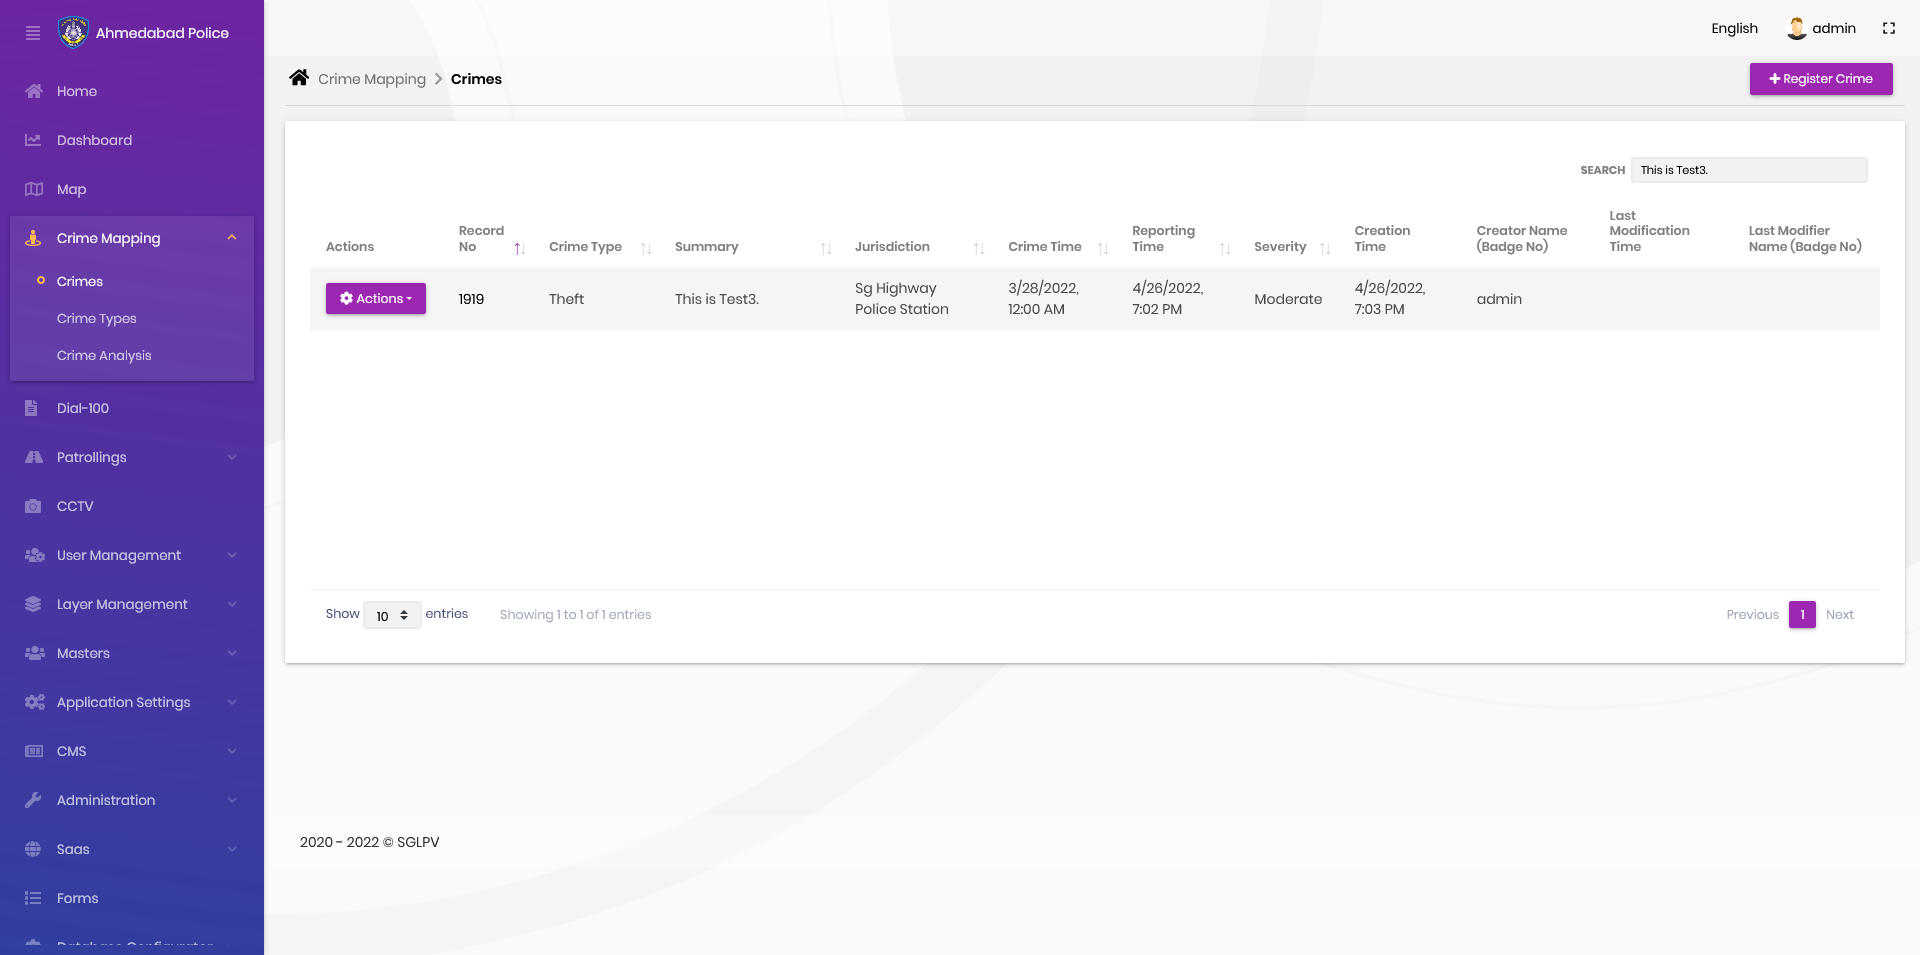 Ahmedabad Police
Home
Dashboard
Map
Crime Mapping
Crimes
Crime Types
Crime Analysis
Dial-100
Patrollings
CCTV
User Management
Layer Management
Masters
Application Settings
CMS
Administration
Saas
Forms
Database Configurator
English
admin
Crime Mapping > Crimes
Register Crime
SEARCH This is Test3.
Actions
Record No
Crime Type
Summary
Jurisdiction
Crime Time
Reporting Time
Severity
Creation Time
Creator Name (Badge No)
Last Modification Time
Last Modifier Name (Badge No)
Actions
1919
Theft
This is Test3.
Sg Highway Police Station
3/28/2022, 12:00 AM
4/26/2022, 7:02 PM
Moderate
4/26/2022, 7:03 PM
admin
Show 10 entries
Showing 1 to 1 of 1 entries
Previous 1 Next
2020 - 2022 © SGLPV